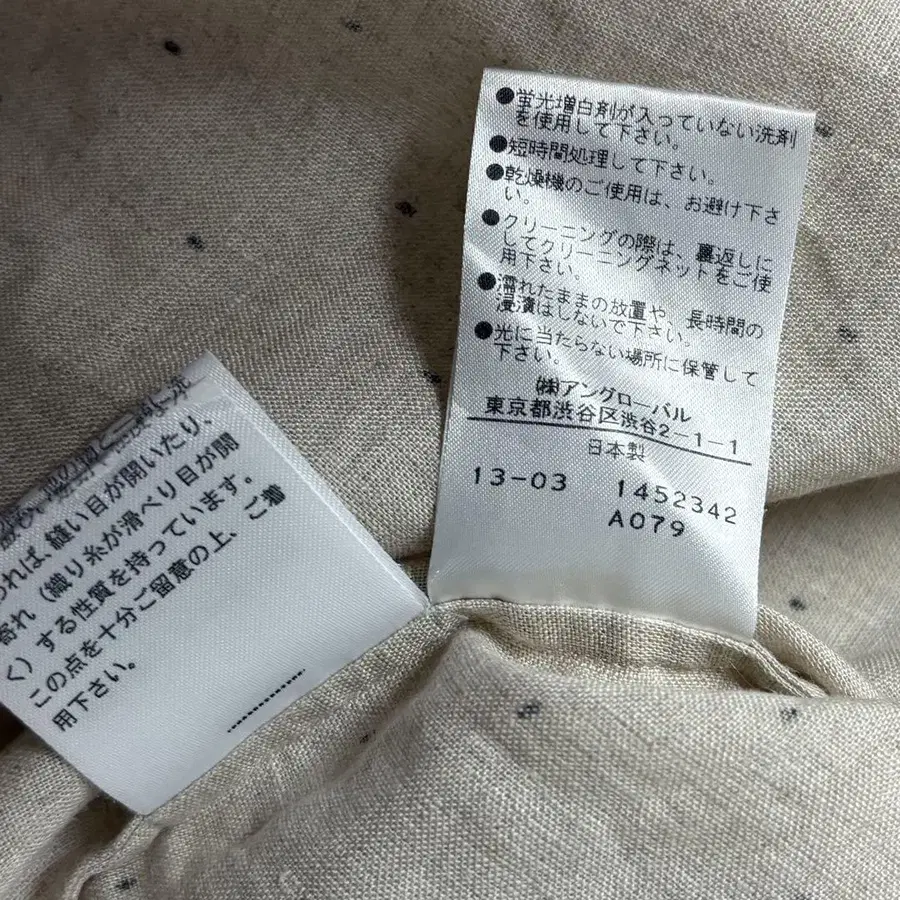 ●蛍光増白剤が入っていない洗剤
を使用して下さい。
●短時間処理して下さい。
●乾燥機のご使用は、お避け下さ
い。
●クリーニングの際は、裏返しに
してクリーニングネットをご使
用下さい。
●濡れたままの放置や、長時間の
浸漬はしないで下さい。
●光に当たらない場所に保管して
下さい。
㈱アングローバル
東京都渋谷区渋谷2-1-1
日本製
13-03 1452342
A079
われば、縫い目が開いたり、
寄れ（織り糸が滑べり目が開
く）する性質を持っています。
この点を十分ご留意の上、ご着
用下さい。